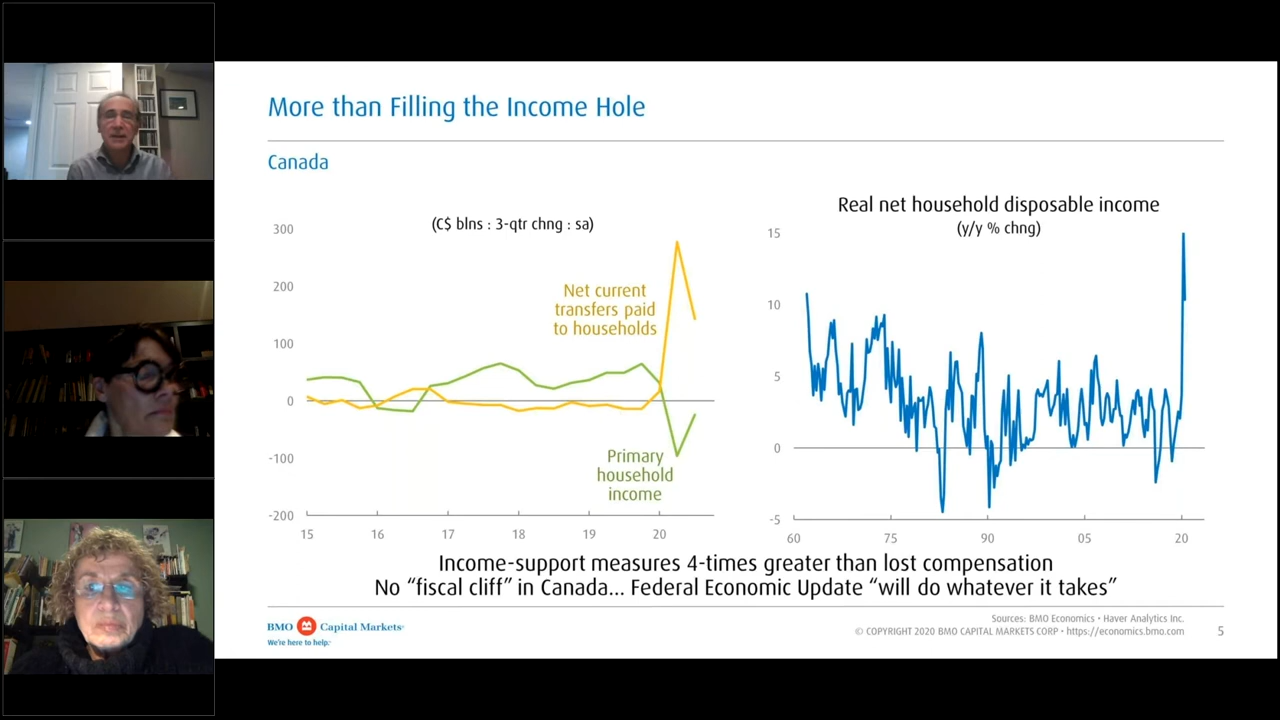 More than Filling the Income Hole
Canada
(C$ blns : 3-qtr chng : sa)
300
200
100
0
-100
-200
Net current
transfers paid
to households
Primary
household
income
15 16 17 18 19 20
Real net household disposable income
(y/y % chng)
15
10
5
0
-5
60 75 90 05 20
Income-support measures 4-times greater than lost compensation
No “fiscal cliff” in Canada... Federal Economic Update “will do whatever it takes”
BMO Capital Markets
We're here to help.
Sources: BMO Economics • Haver Analytics Inc.
© COPYRIGHT 2020 BMO CAPITAL MARKETS CORP • https://economics.bmo.com
5